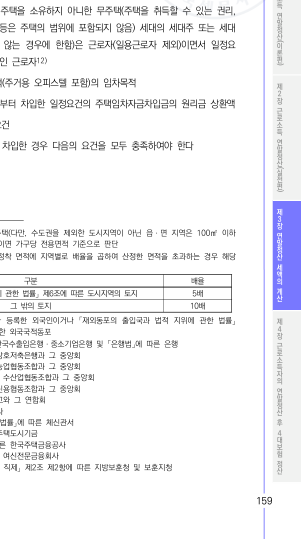 주택을 소유하지 아니한 무주택(주택을 취득할 수 있는 권리,
등은 주택의 범위에 포함되지 않음) 세대의 세대주 또는 세대
않는 경우에 한함)은 근로자(일용근로자 제외)이면서 일정요
인 근로자12)
(주거용 오피스텔 포함)의 임차목적
부터 차입한 일정요건의 주택임차자금차입금의 원리금 상환액
요건
차입한 경우 다음의 요건을 모두 충족하여야 한다
택(다만, 수도권을 제외한 도시지역이 아닌 읍·면 지역은 100㎡ 이하
이면 가구당 전용면적 기준으로 판단
정착 면적에 지역별로 배율을 곱하여 산정한 면적을 초과하는 경우 해당
구분 배율
관한 법률」 제6조에 따른 도시지역의 토지 5배
그 밖의 토지 10배
등록한 외국인이거나 「재외동포의 출입국과 법적 지위에 관한 법률」
한 외국국적동포
한국수출입은행·중소기업은행 및 「은행법」에 따른 은행
상호저축은행과 그 중앙회
농업협동조합과 그 중앙회
수산업협동조합과 그 중앙회
신용협동조합과 그 중앙회
고와 그 연합회
법률」에 따른 체신관서
주택도시기금
른 한국주택금융공사
여신전문금융회사
직제」 제2조 제2항에 따른 지방보훈청 및 보훈지청
제2장 근로소득 연말정산(실전편)
제3장 연말정산 세액의 계산
제4장 근로소득자의 연말정산 후 4대보험 정산
159